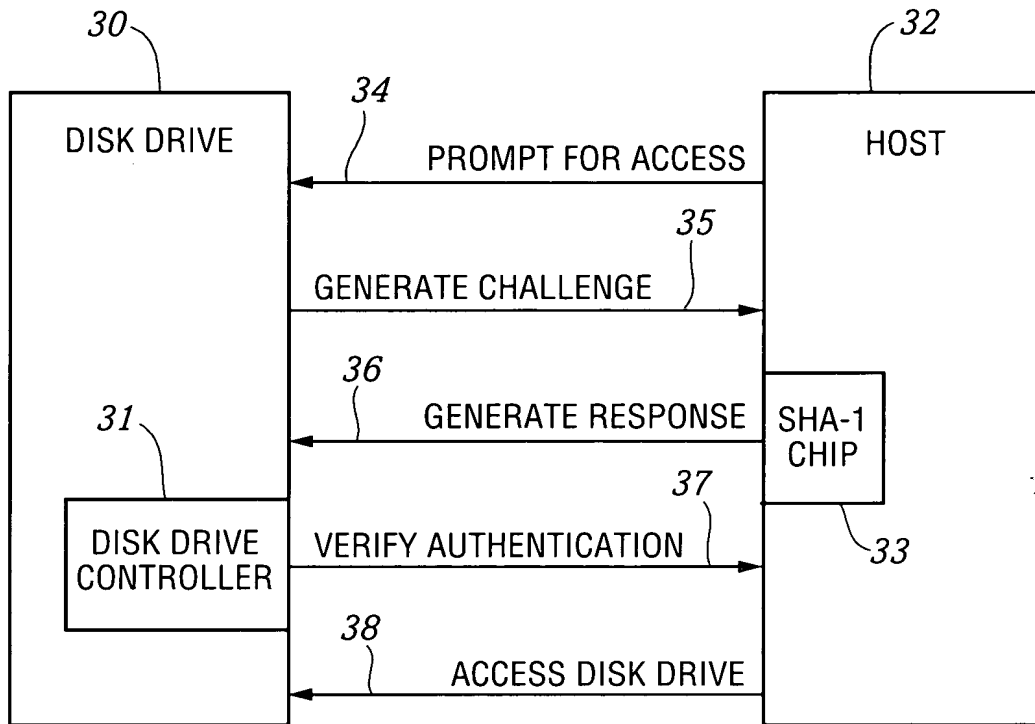 30
32
DISK DRIVE
HOST
34
PROMPT FOR ACCESS
35
GENERATE CHALLENGE
36
GENERATE RESPONSE
SHA-1
CHIP
33
31
DISK DRIVE
CONTROLLER
37
VERIFY AUTHENTICATION
38
ACCESS DISK DRIVE